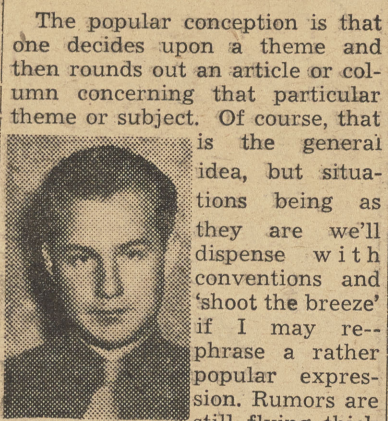 The popular conception is that
one decides upon a theme and
then rounds out an article or col-
umn concerning that particular
theme or subject. Of course, that
is the general
idea, but situa-
tions being as
they are we'll
dispense with
conventions and
'shoot the breeze'
if I may re--
phrase a rather
popular expres-
sion. Rumors are
still flying thick